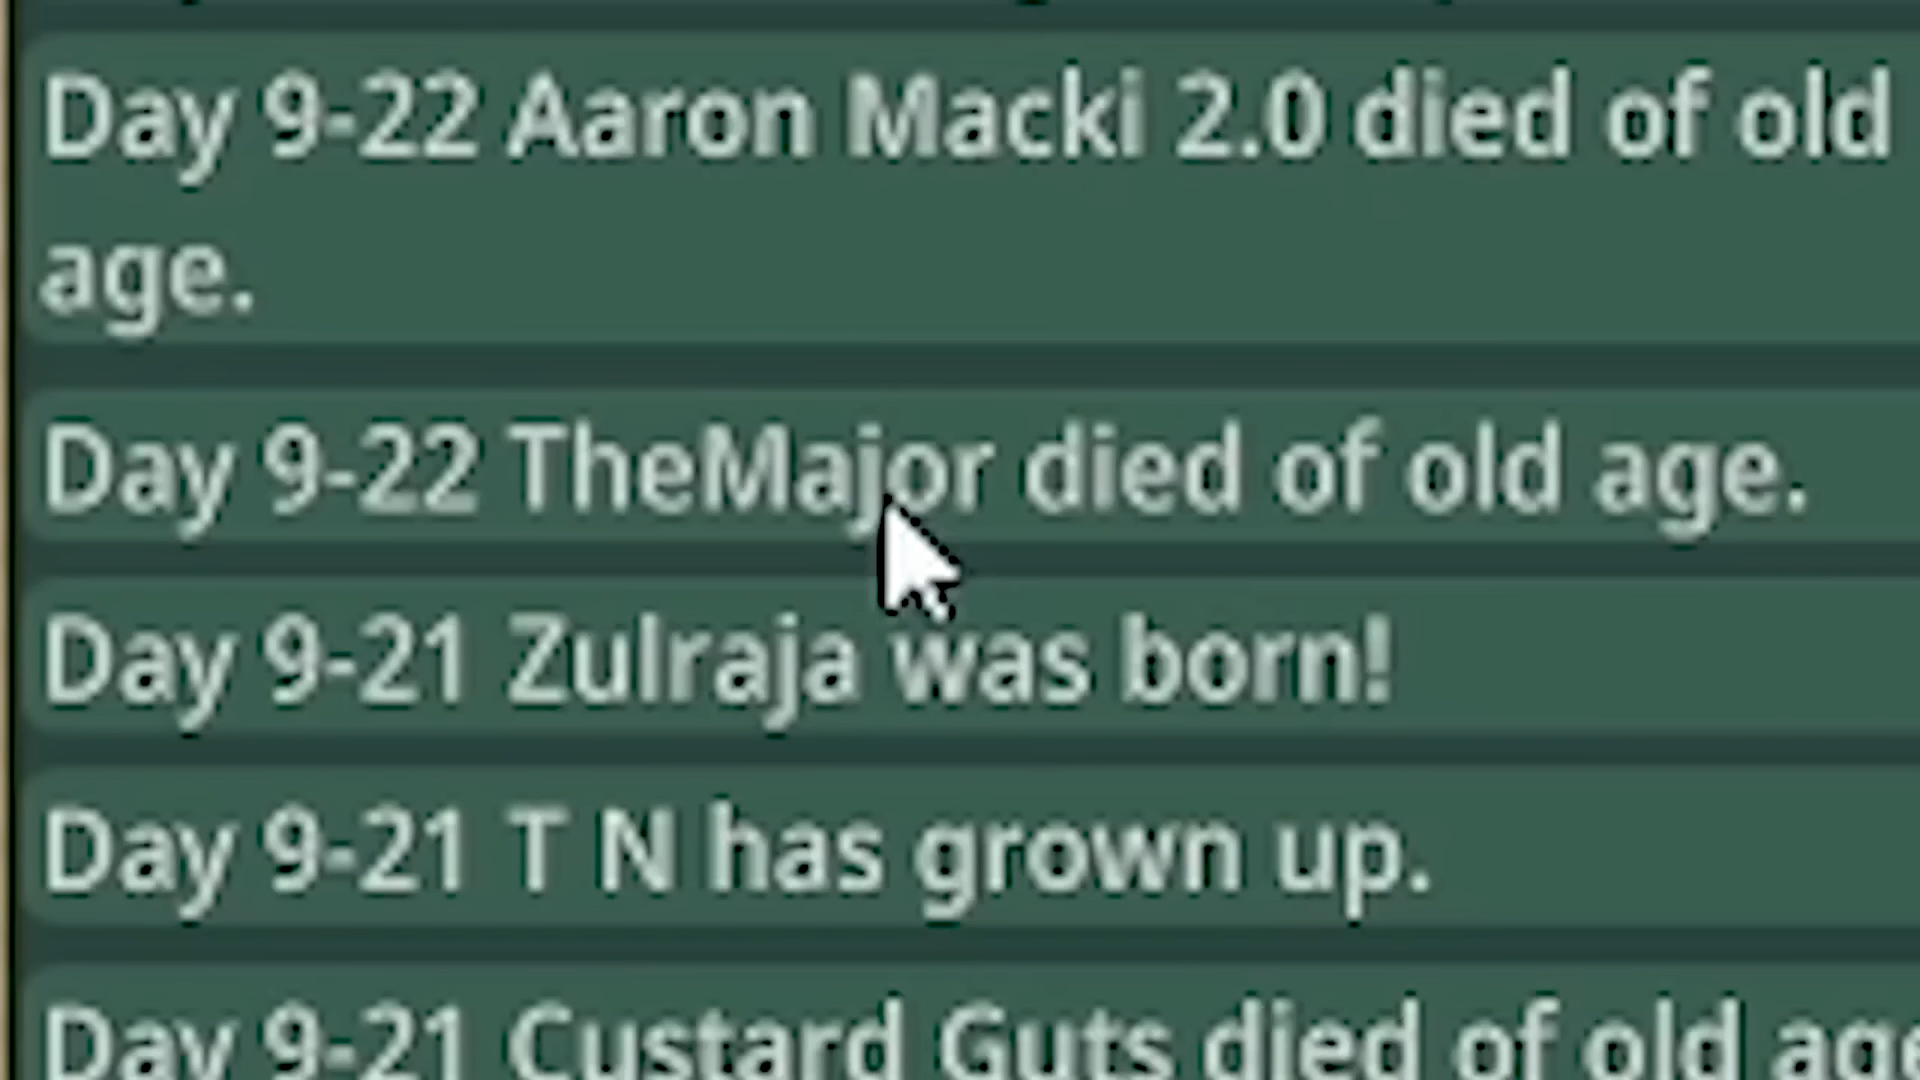 Day 9-22 Aaron Macki 2.0 died of old
age.
Day 9-22 TheMajor died of old age.
Day 9-21 Zulraja was born!
Day 9-21 T N has grown up.
Day 9-21 Custard Guts died of old age